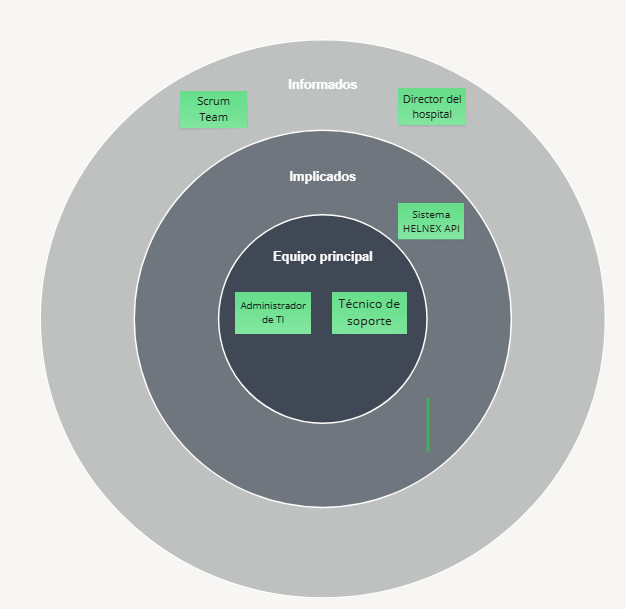 Informados
Scrum
Team
Director del
hospital
Implicados
Sistema
HELNEX API
Equipo principal
Administrador
de TI
Técnico de
soporte